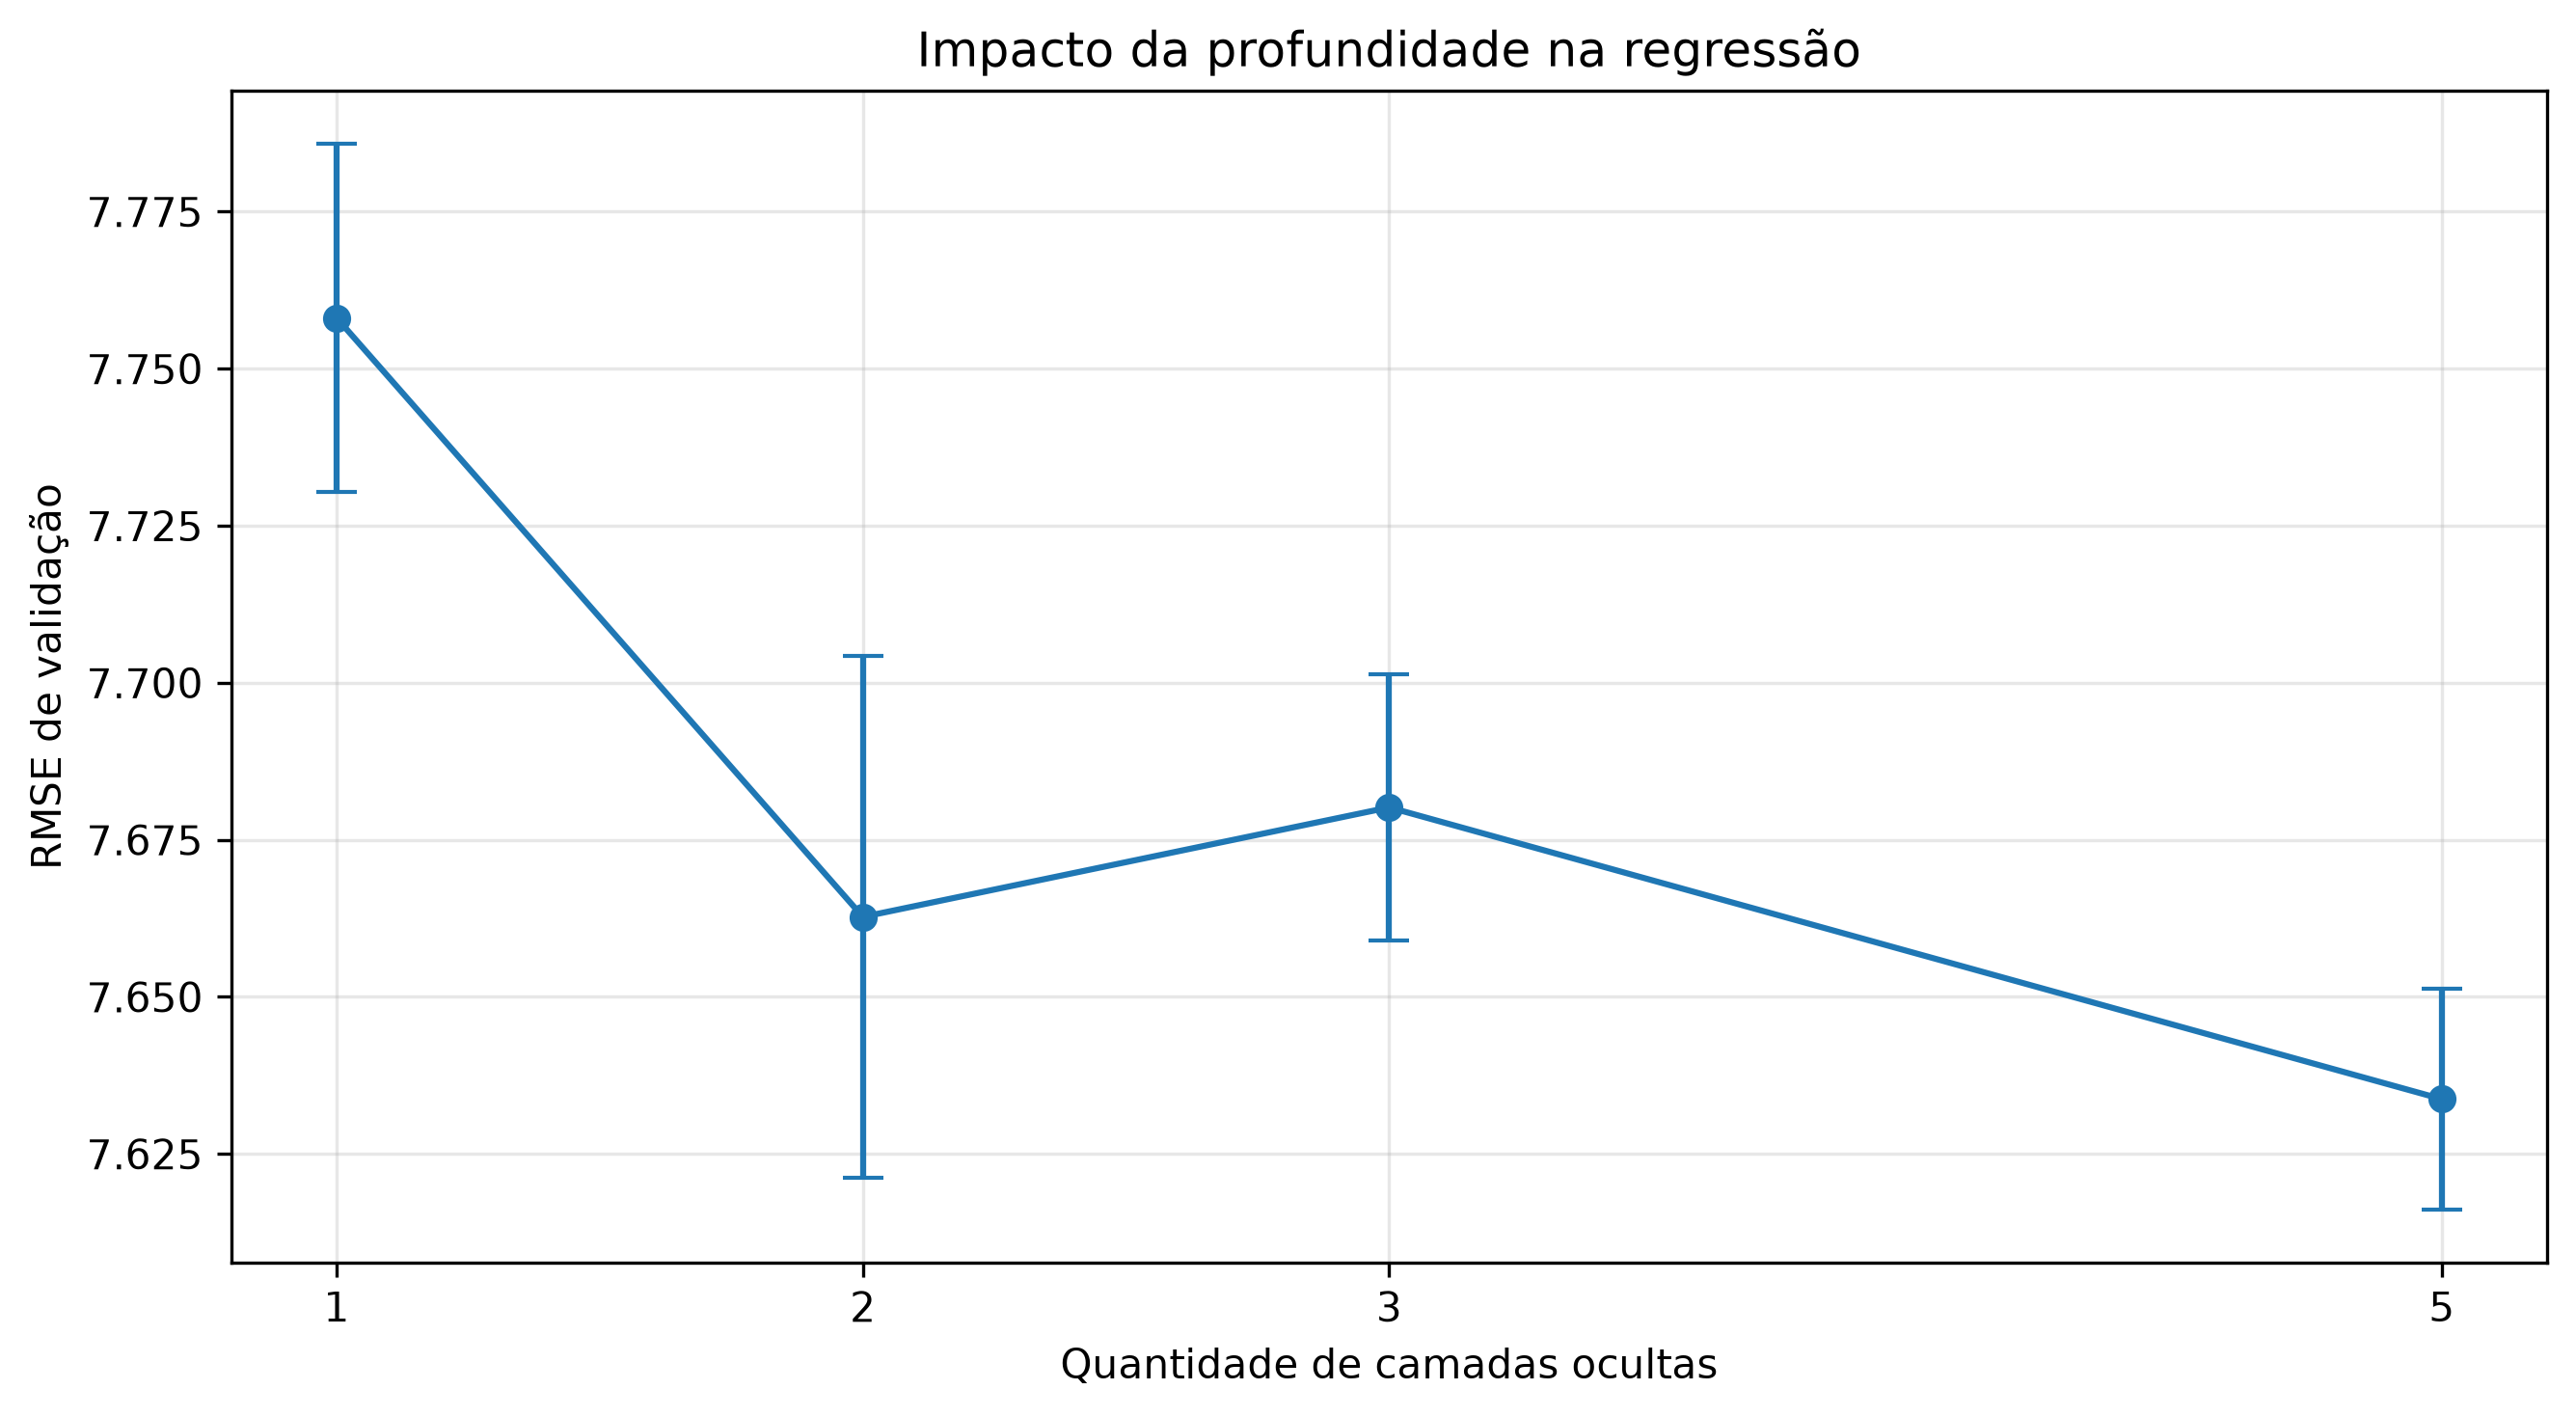 Impacto da profundidade na regressão
RMSE de validação
7.775
7.750
7.725
7.700
7.675
7.650
7.625
1 2 3 5
Quantidade de camadas ocultas